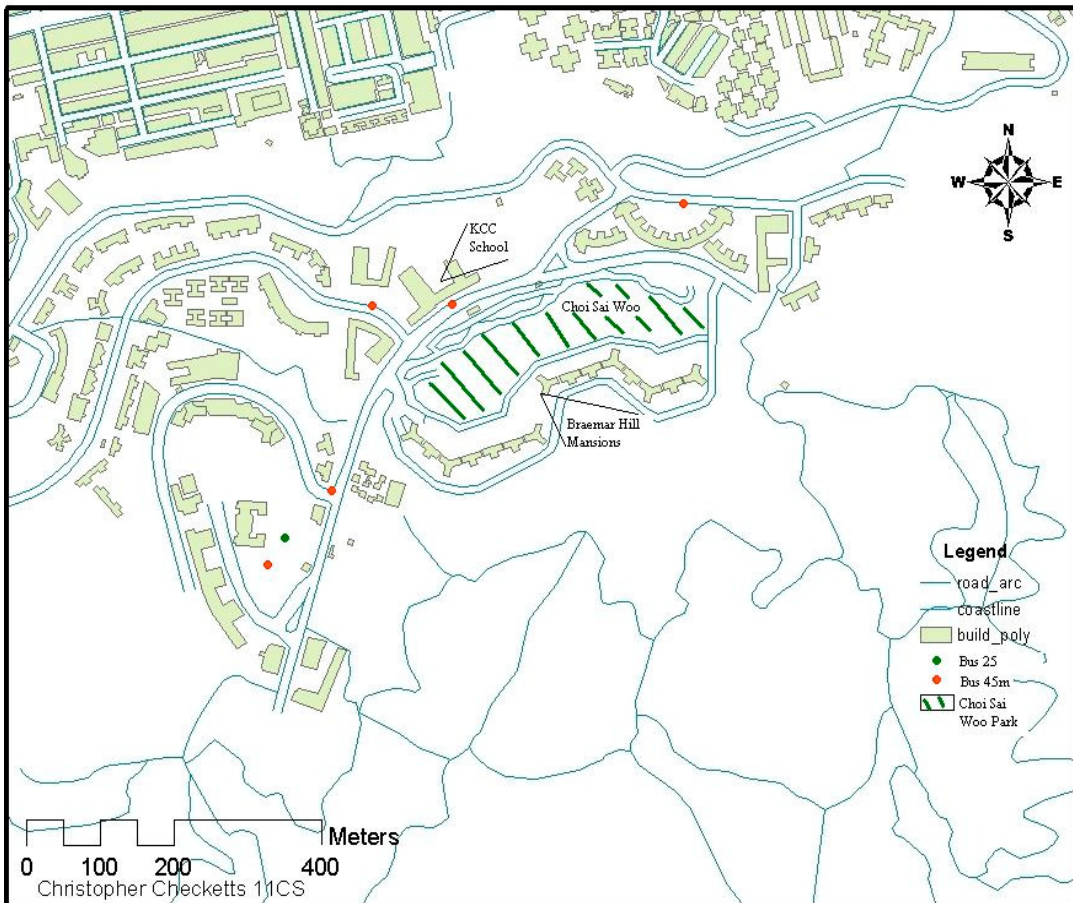 N
W E
S
KCC
School
Choi Sai Woo
Braemar Hill
Mansions
Legend
road_arc
coastline
build_poly
Bus 25
Bus 45m
Choi Sai
Woo Park
Meters
0 100 200 400
Christopher Checketts 11CS